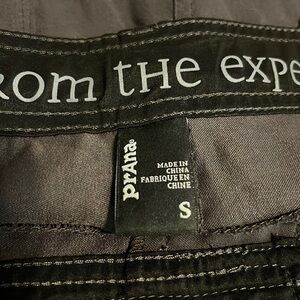 ROM THE EXPE
prAna
MADE IN
CHINA
FABRIQUE EN
CHINE
S